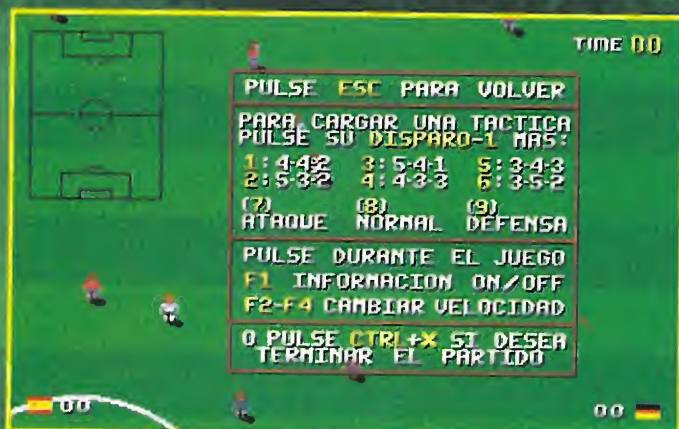 TIME 00
PULSE ESC PARA VOLVER
PARA CARGAR UNA TACTICA
PULSE SU DISPARO-1 MAS:
1:4-4-2 3:5-4-1 5:3-4-3
2:5-3-2 4:4-3-3 6:3-5-2
(7) (8) (9)
ATAQUE NORMAL DEFENSA
PULSE DURANTE EL JUEGO
F1 INFORMACION ON/OFF
F2-F4 CAMBIAR VELOCIDAD
O PULSE CTRL+X SI DESEA
TERMINAR EL PARTIDO
00 00